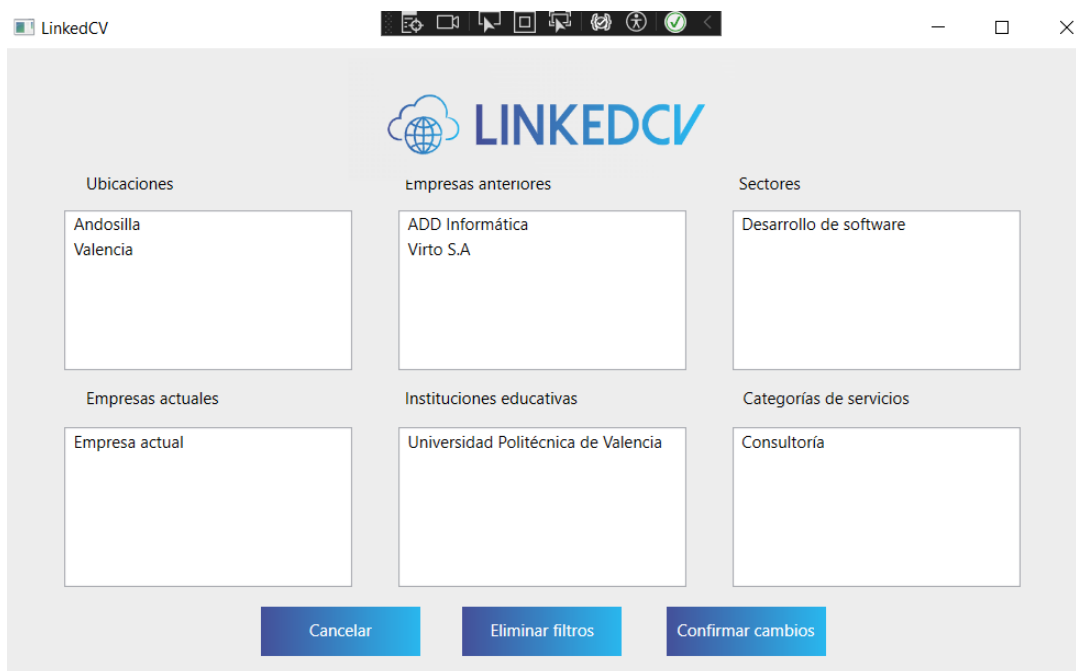 LinkedCV
LINKEDCV
Ubicaciones
Empresas anteriores
Sectores
Andosilla
Valencia
ADD Informática
Virto S.A
Desarrollo de software
Empresas actuales
Instituciones educativas
Categorías de servicios
Empresa actual
Universidad Politécnica de Valencia
Consultoría
Cancelar
Eliminar filtros
Confirmar cambios